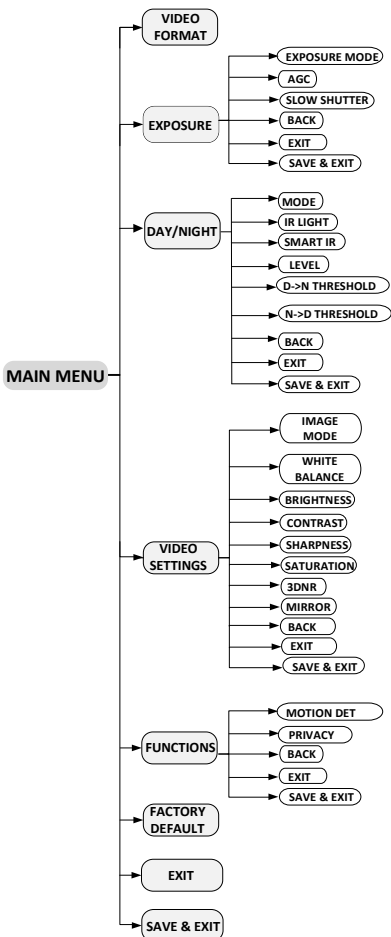 VIDEO
FORMAT
EXPOSURE MODE
AGC
SLOW SHUTTER
EXPOSURE
BACK
EXIT
SAVE & EXIT
MODE
IR LIGHT
DAY/NIGHT
SMART IR
LEVEL
D->N THRESHOLD
N->D THRESHOLD
BACK
EXIT
SAVE & EXIT
MAIN MENU
IMAGE
MODE
WHITE
BALANCE
BRIGHTNESS
CONTRAST
SHARPNESS
VIDEO
SETTINGS
SATURATION
3DNR
MIRROR
BACK
EXIT
SAVE & EXIT
MOTION DET
PRIVACY
FUNCTIONS
BACK
EXIT
SAVE & EXIT
FACTORY
DEFAULT
EXIT
SAVE & EXIT